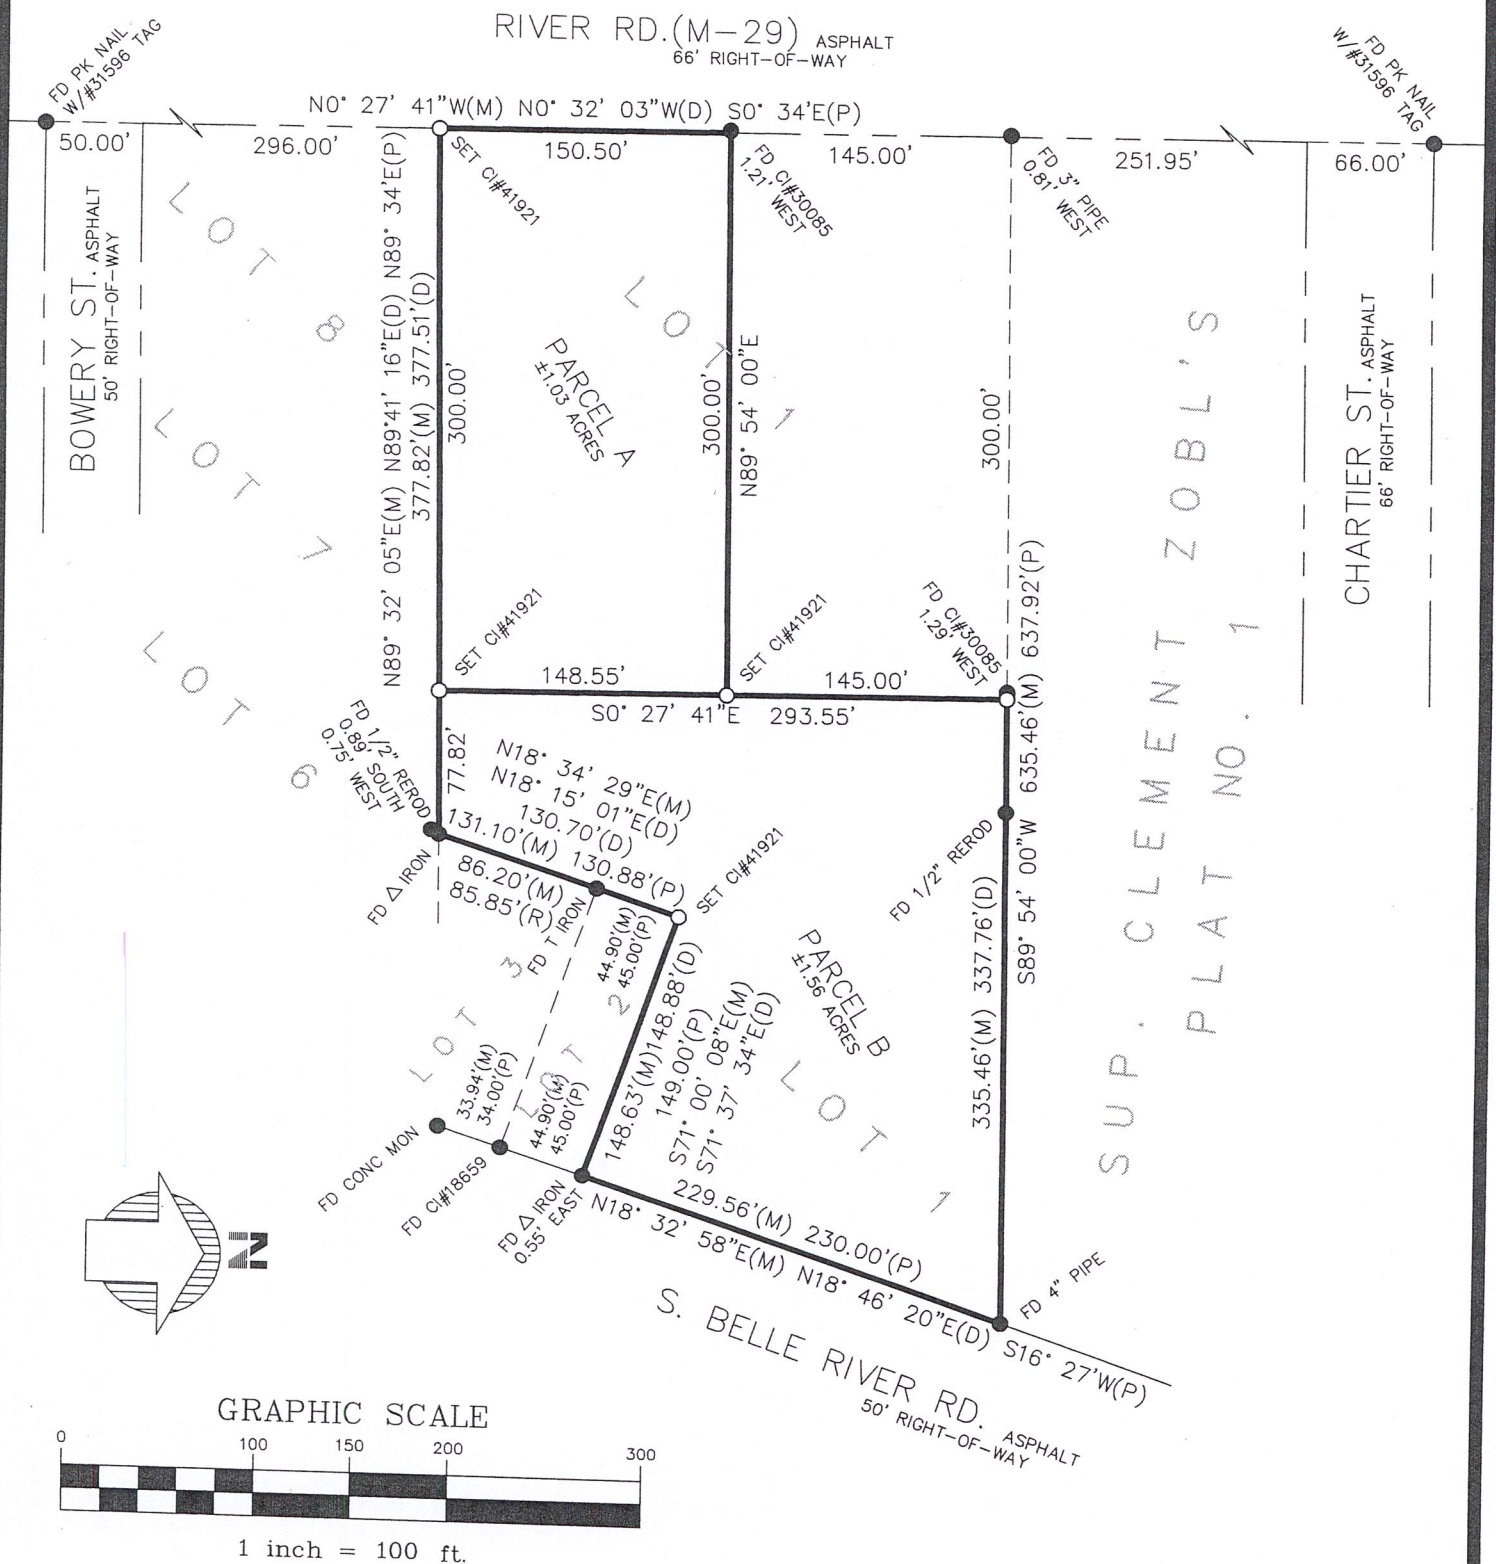 RIVER RD.(M-29) ASPHALT
66' RIGHT-OF-WAY
FD PK NAIL
W/#31596 TAG
FD PK NAIL
W/#31596 TAG
N0° 27' 41"W(M) N0° 32' 03"W(D) S0° 34'E(P)
50.00'
296.00'
150.50'
145.00'
251.95'
66.00'
SET CI#41921
FD CI#30085
1.21' WEST
FD 3" PIPE
0.81' WEST
BOWERY ST. ASPHALT
50' RIGHT-OF-WAY
LOT 8
LOT 7
LOT 6
N89° 32' 05"E(M) N89°41' 16"E(D) N89° 34'E(P)
377.82'(M) 377.51'(D)
300.00'
PARCEL A
±1.03 ACRES
LOT 1
300.00'
N89° 54' 00"E
300.00'
SUP. CLEMENT ZOBL'S
PLAT NO. 1
CHARTIER ST. ASPHALT
66' RIGHT-OF-WAY
SET CI#41921
SET CI#41921
FD CI#30085
1.29' WEST
148.55'
145.00'
S0° 27' 41"E 293.55'
635.46'(M) 637.92'(P)
S89° 54' 00"W
FD 1/2" REROD
0.89' SOUTH
0.75' WEST
77.82'
N18° 34' 29"E(M)
N18° 15' 01"E(D)
130.70'(D)
131.10'(M) 130.88'(P)
86.20'(M)
85.85'(R)
FD △ IRON
FD T IRON
SET CI#41921
FD 1/2" REROD
44.90'(M)
45.00'(P)
LOT 3
LOT 2
PARCEL B
±1.56 ACRES
LOT 1
337.76'(D)
335.46'(M)
148.63'(M)148.88'(D)
149.00'(P)
S71° 00' 08"E(M)
S71° 37' 34"E(D)
33.94'(M)
34.00'(P)
44.90'(M)
45.00'(P)
FD CONC MON
FD CI#18659
FD △ IRON
0.55' EAST
229.56'(M) 230.00'(P)
N18° 32' 58"E(M) N18° 46' 20"E(D) S16° 27'W(P)
FD 4" PIPE
S. BELLE RIVER RD. ASPHALT
50' RIGHT-OF-WAY
N
GRAPHIC SCALE
0 100 150 200 300
1 inch = 100 ft.